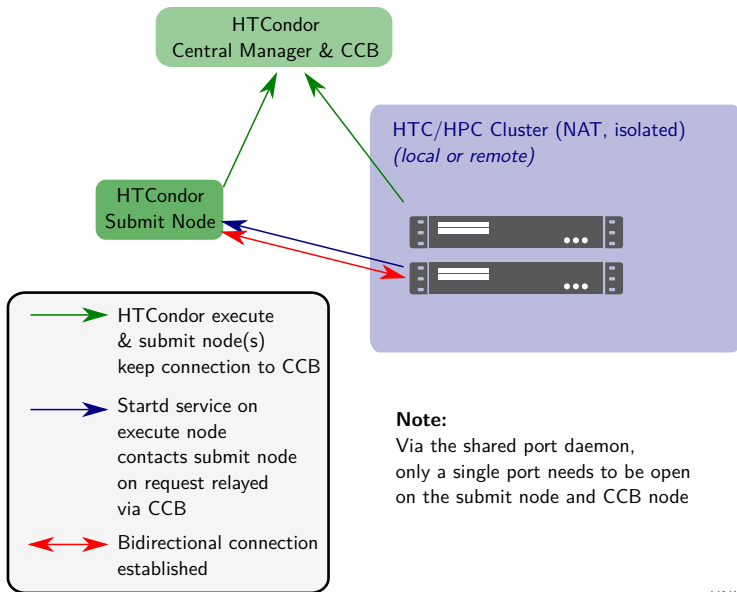 HTCondor
Central Manager & CCB
HTC/HPC Cluster (NAT, isolated)
(local or remote)
HTCondor
Submit Node
HTCondor execute
& submit node(s)
keep connection to CCB
Startd service on
execute node
contacts submit node
on request relayed
via CCB
Bidirectional connection
established
Note:
Via the shared port daemon,
only a single port needs to be open
on the submit node and CCB node